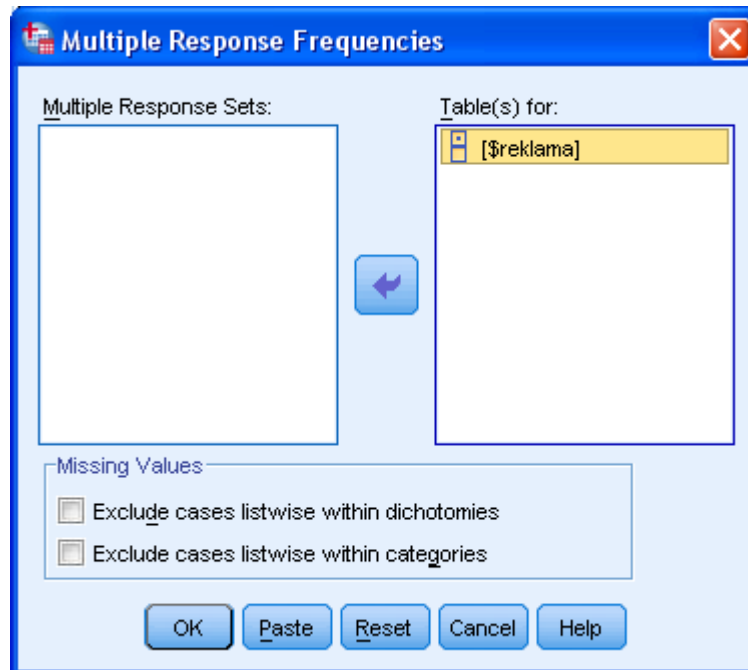 Multiple Response Frequencies
Multiple Response Sets:
Table(s) for:
[$reklama]
Missing Values
Exclude cases listwise within dichotomies
Exclude cases listwise within categories
OK Paste Reset Cancel Help